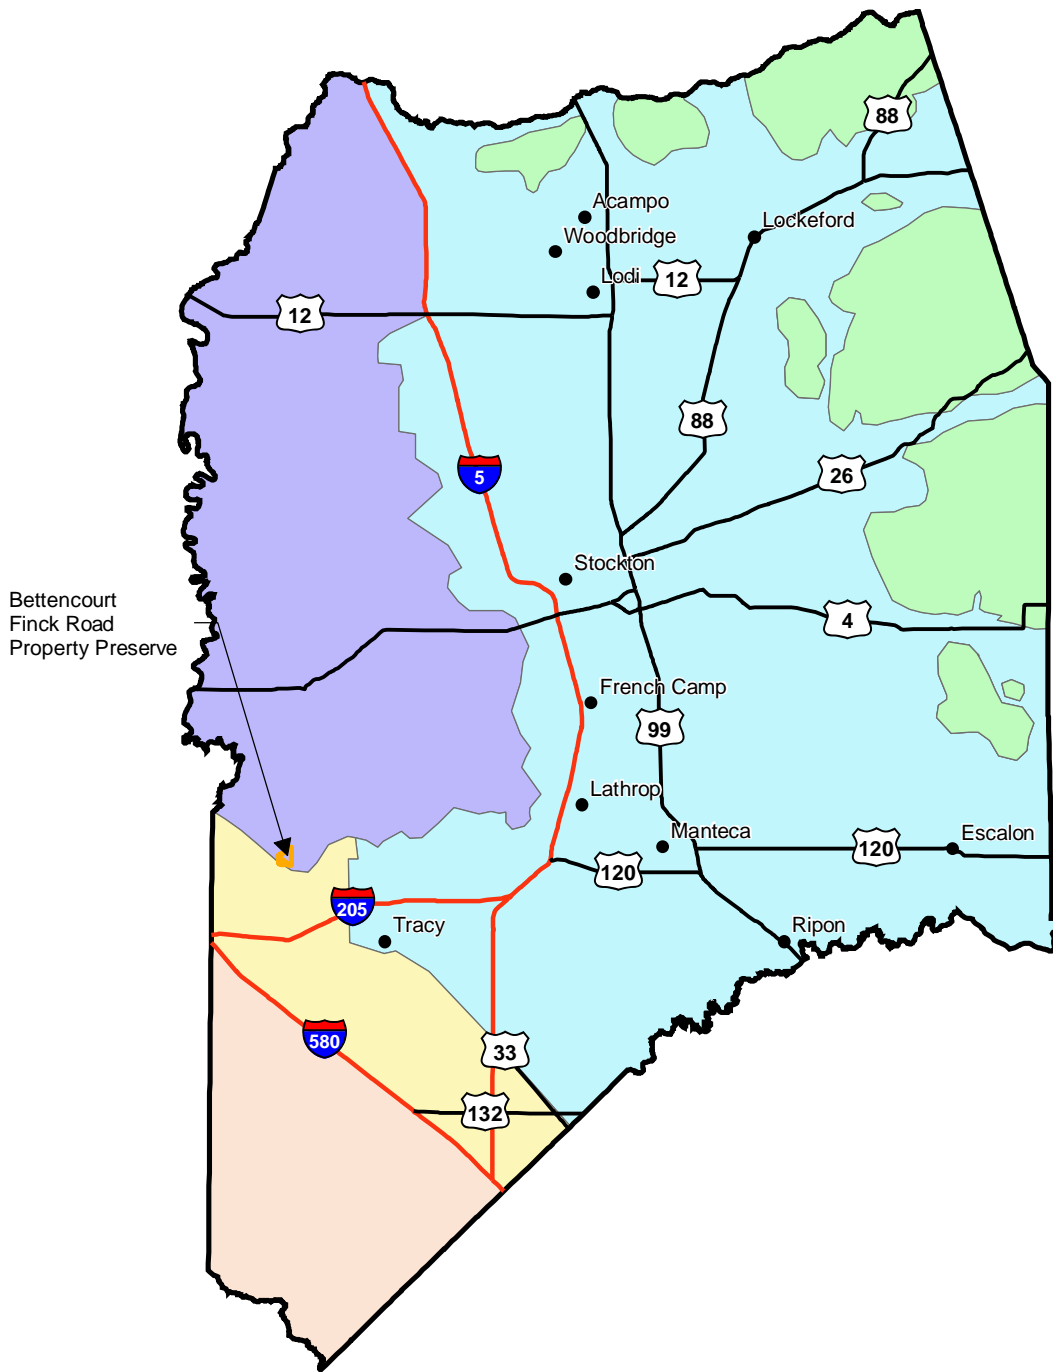 88
Acampo
Lockeford
Woodbridge
Lodi
12
12
88
5
26
Stockton
Bettencourt
Finck Road
Property Preserve
4
French Camp
99
Lathrop
Manteca
Escalon
120
120
205
Tracy
Ripon
580
33
132